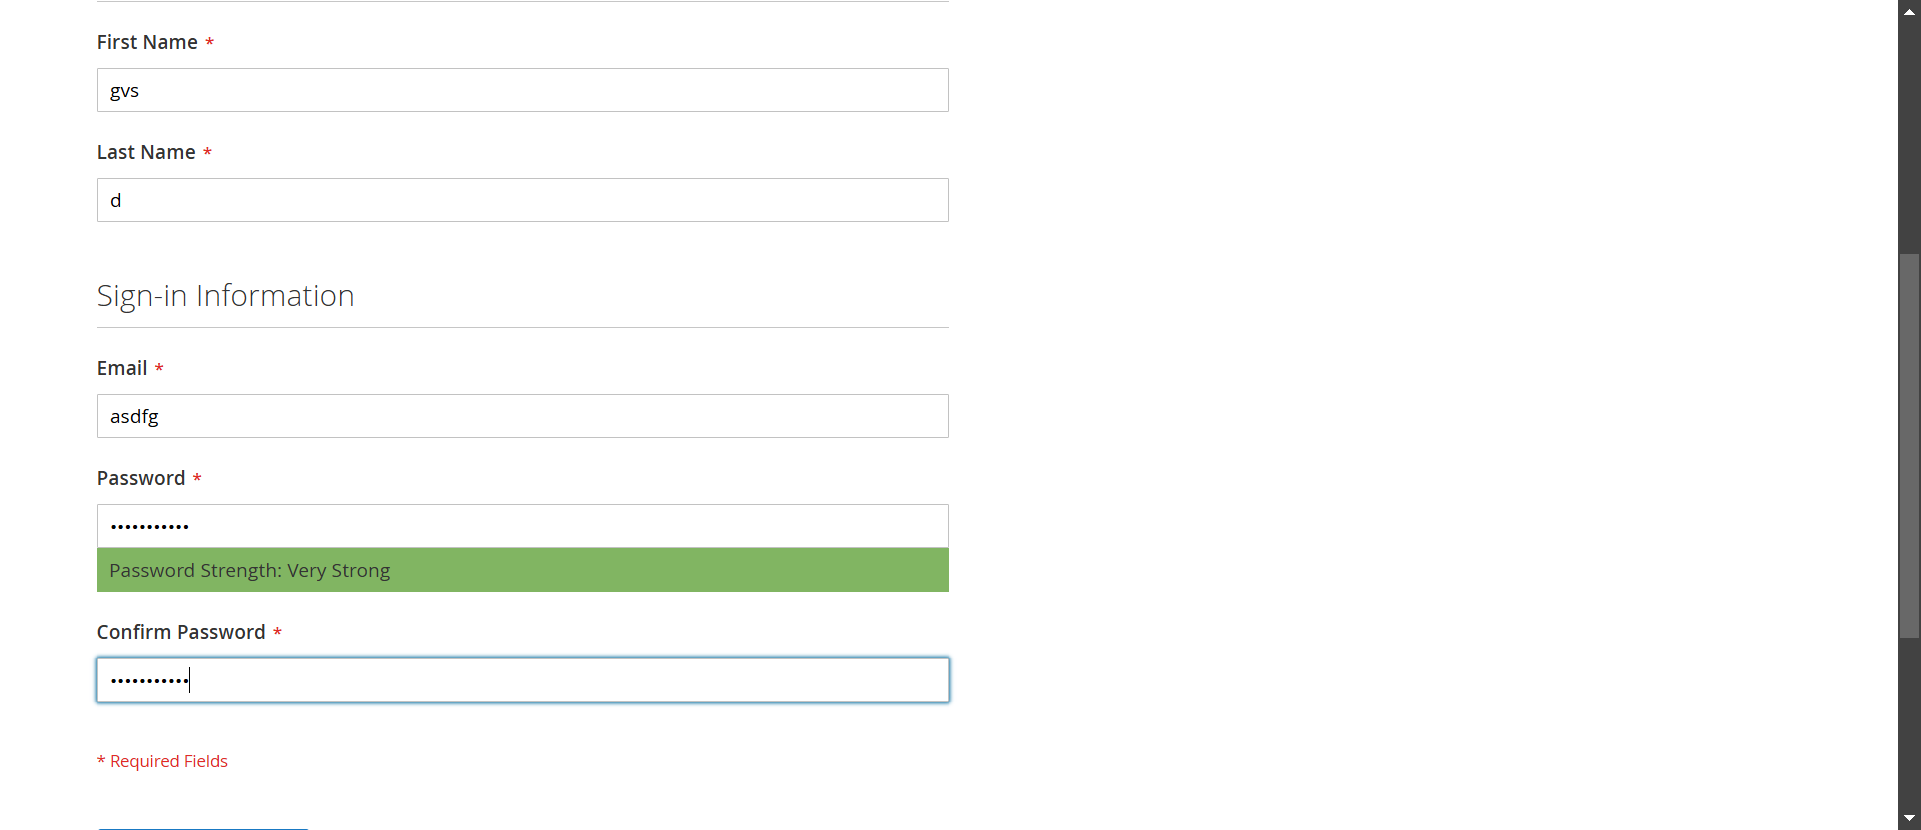 First Name *
gvs
Last Name *
d
Sign-in Information
Email *
asdfg
Password *
•••••••••••
Password Strength: Very Strong
Confirm Password *
•••••••••••
* Required Fields